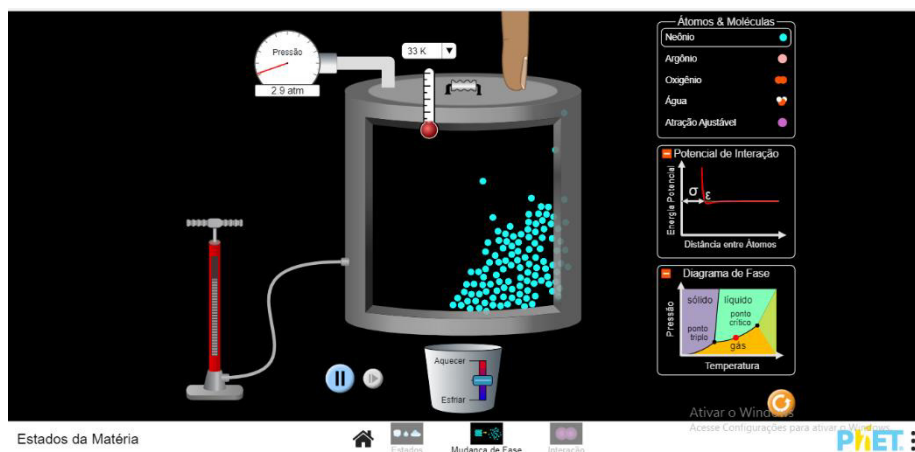 Átomos & Moléculas
Neônio
Argônio
Oxigênio
Água
Atração Ajustável
Pressão
2.9 atm
33 K
Potencial de Interação
Energia Potencial
σ
ε
Distância entre Átomos
Diagrama de Fase
Pressão
sólido
líquido
ponto
crítico
ponto
triplo
gás
Temperatura
Aquecer
Esfriar
Ativar o Windows
Acesse Configurações para ativar o Windows.
Estados da Matéria
Estados
Mudança de Fase
Interação
PhET